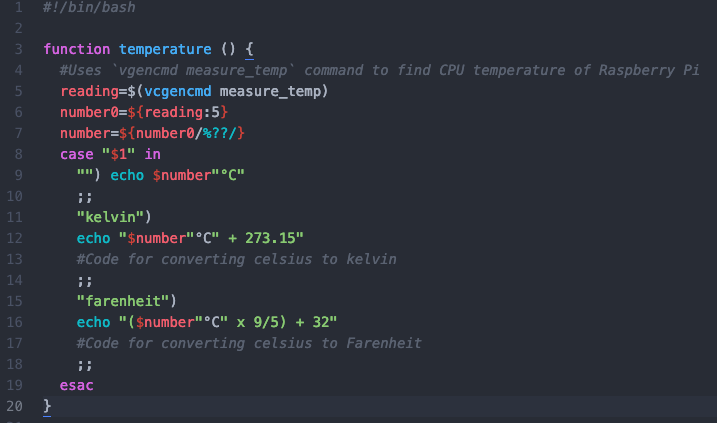 1 #!/bin/bash
2
3 function temperature () {
4 #Uses `vgencmd measure_temp` command to find CPU temperature of Raspberry Pi
5 reading=$(vcgencmd measure_temp)
6 number0=${reading:5}
7 number=${number0/%??/}
8 case "$1" in
9 "") echo $number"°C"
10 ;;
11 "kelvin")
12 echo "$number"°C" + 273.15"
13 #Code for converting celsius to kelvin
14 ;;
15 "farenheit")
16 echo "($number"°C" x 9/5) + 32"
17 #Code for converting celsius to Farenheit
18 ;;
19 esac
20 }